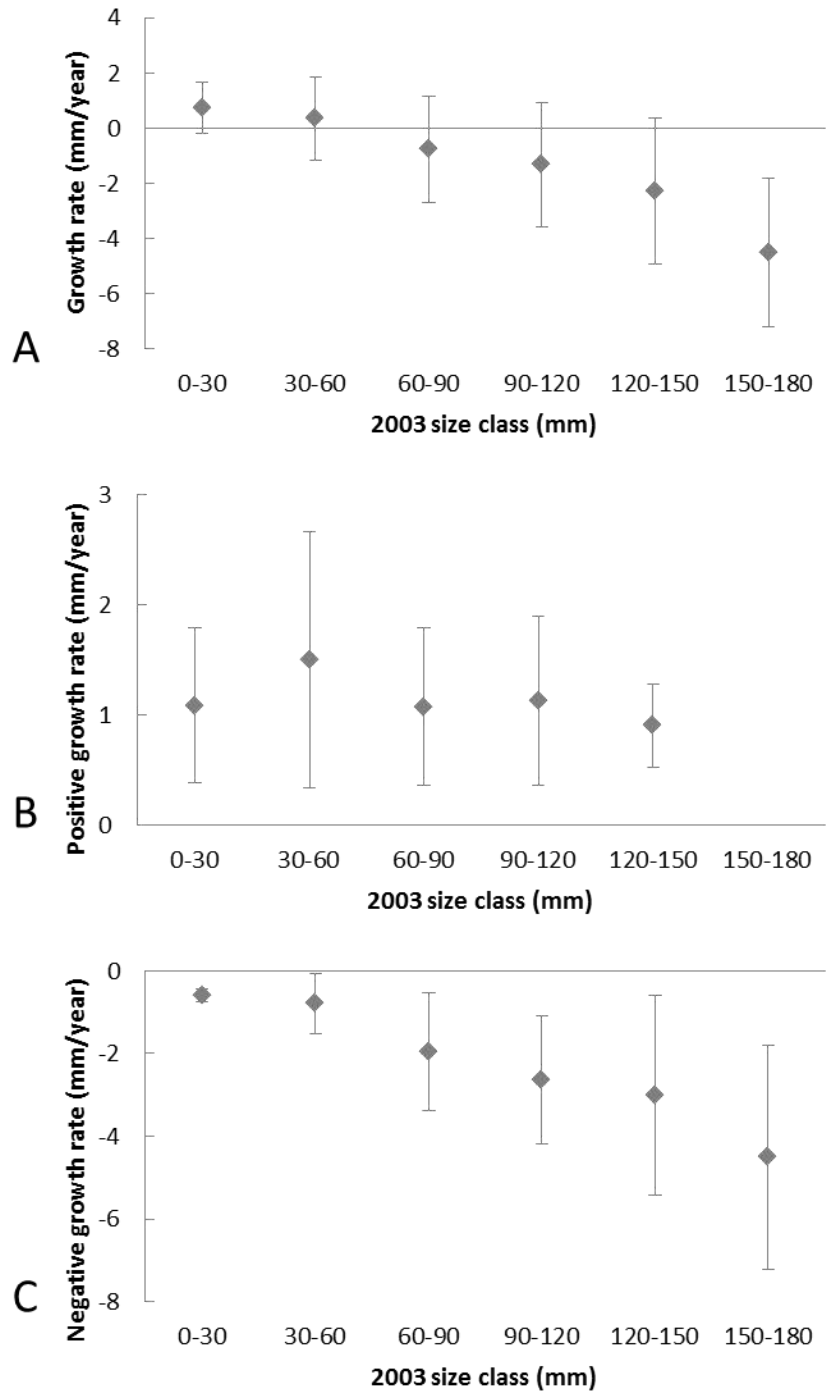 4
2
0
-2
-4
-6
-8
Growth rate (mm/year)
A
0-30 30-60 60-90 90-120 120-150 150-180
2003 size class (mm)
3
2
1
0
Positive growth rate (mm/year)
B
0-30 30-60 60-90 90-120 120-150 150-180
2003 size class (mm)
0
-2
-4
-6
-8
Negative growth rate (mm/year)
C
0-30 30-60 60-90 90-120 120-150 150-180
2003 size class (mm)